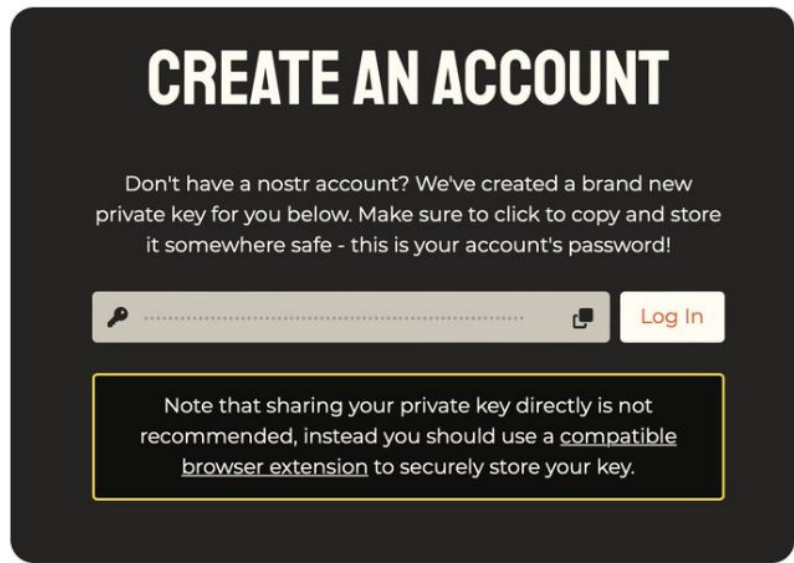 CREATE AN ACCOUNT
Don't have a nostr account? We've created a brand new
private key for you below. Make sure to click to copy and store
it somewhere safe - this is your account's password!
Log In
Note that sharing your private key directly is not
recommended, instead you should use a compatible
browser extension to securely store your key.